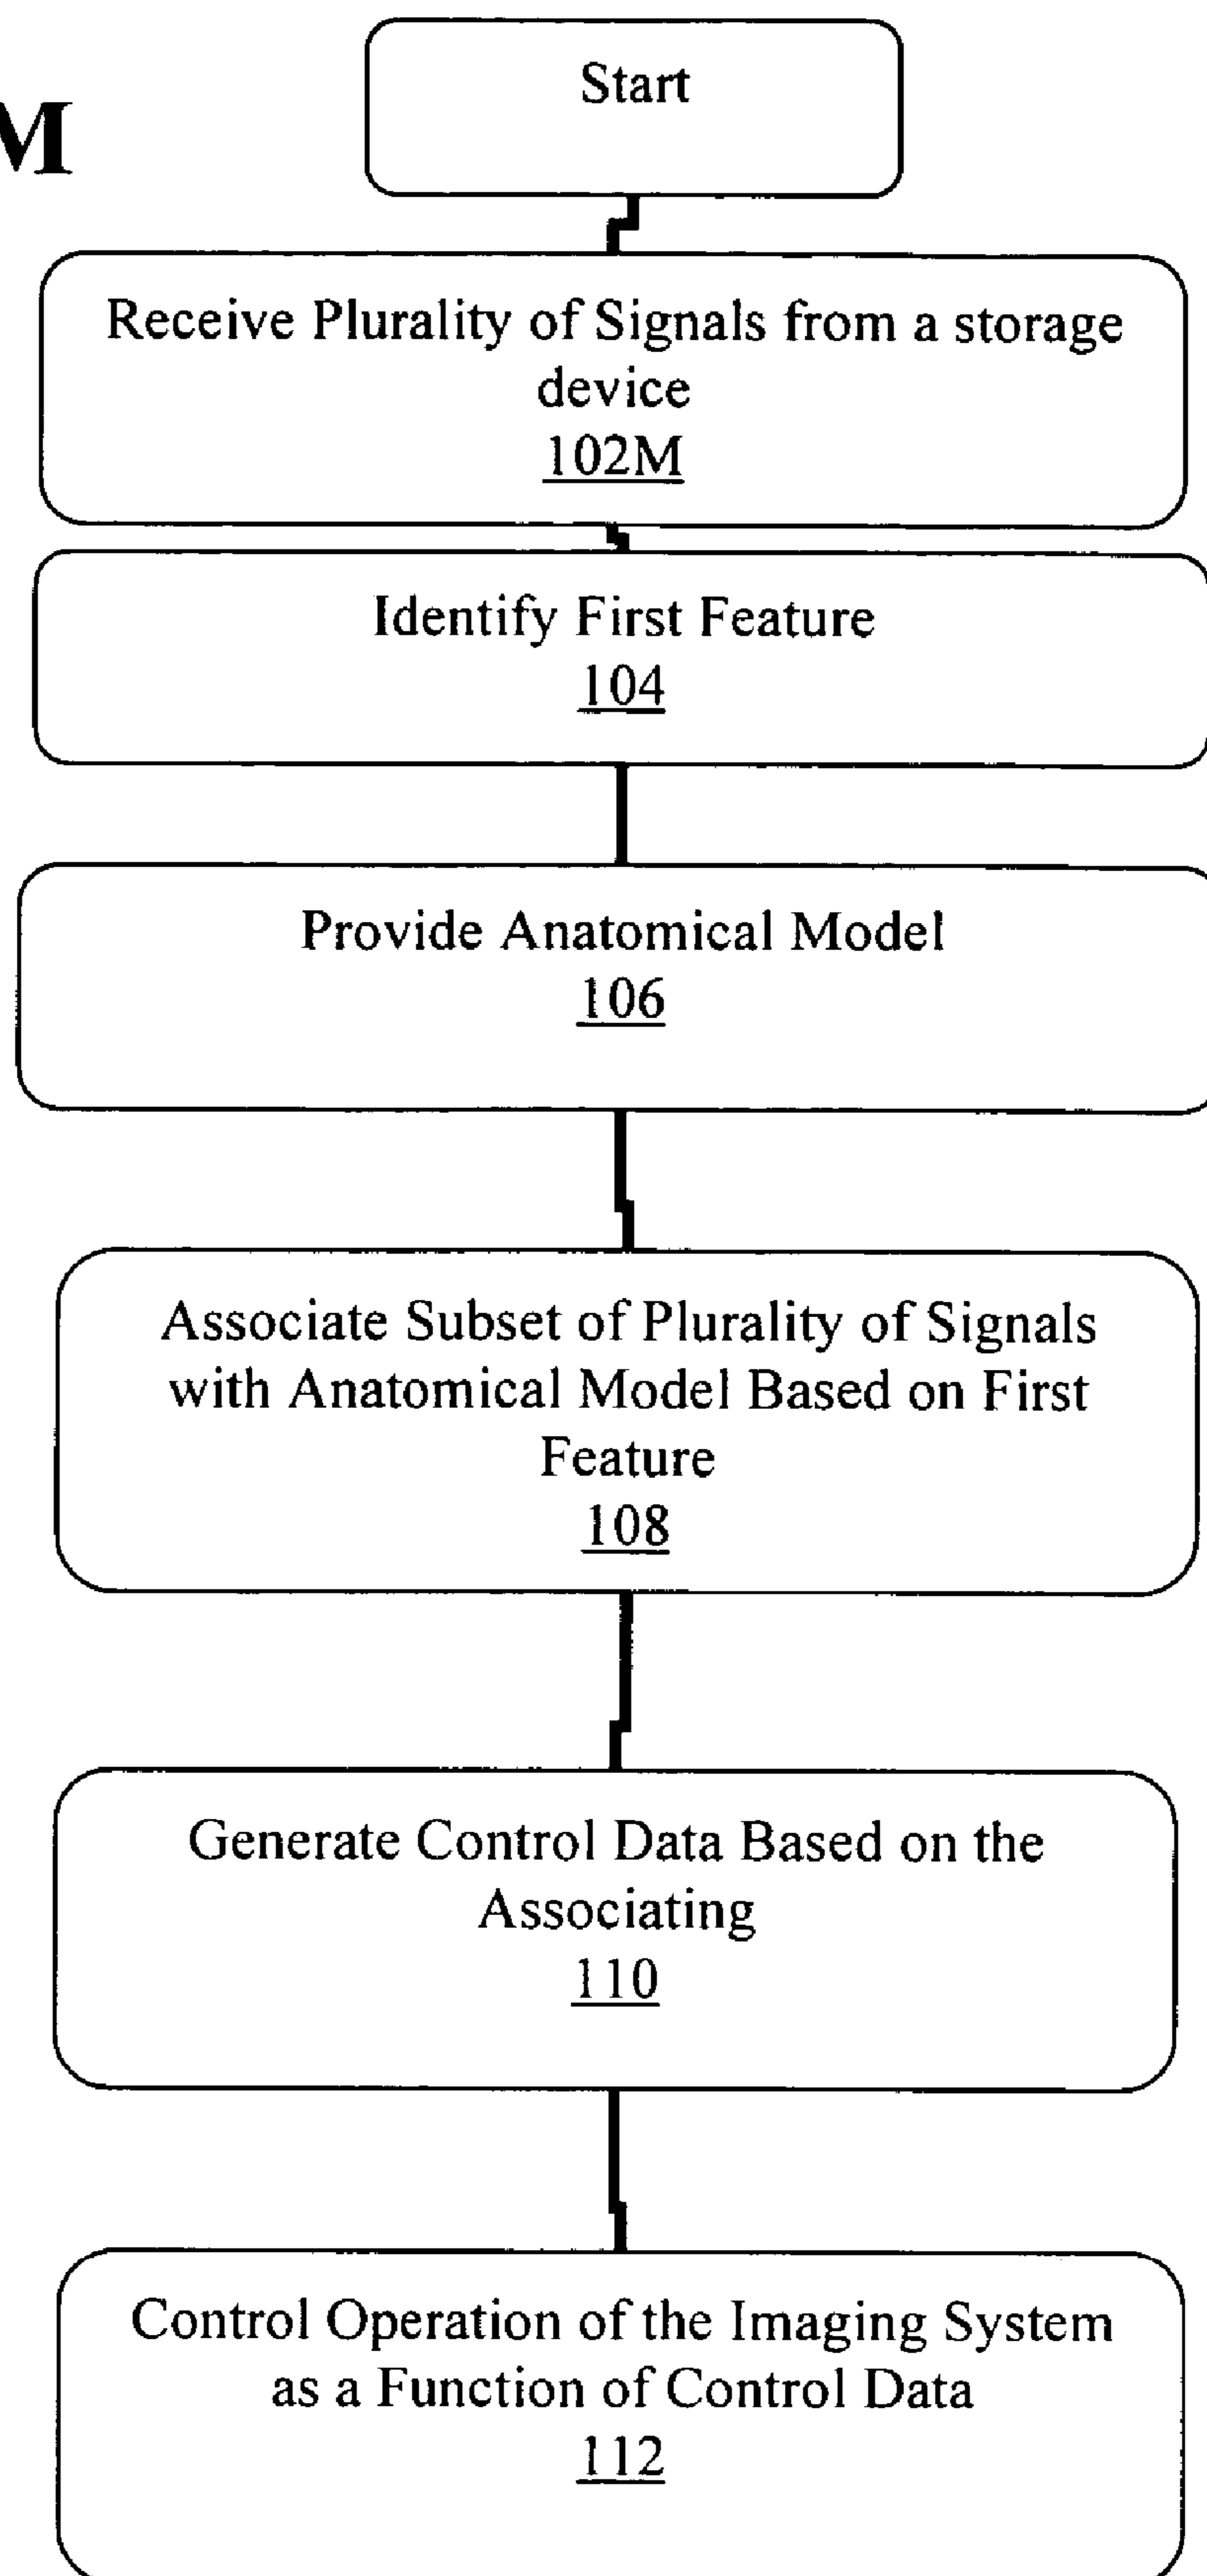 M
Start
Receive Plurality of Signals from a storage
device
102M
Identify First Feature
104
Provide Anatomical Model
106
Associate Subset of Plurality of Signals
with Anatomical Model Based on First
Feature
108
Generate Control Data Based on the
Associating
110
Control Operation of the Imaging System
as a Function of Control Data
112